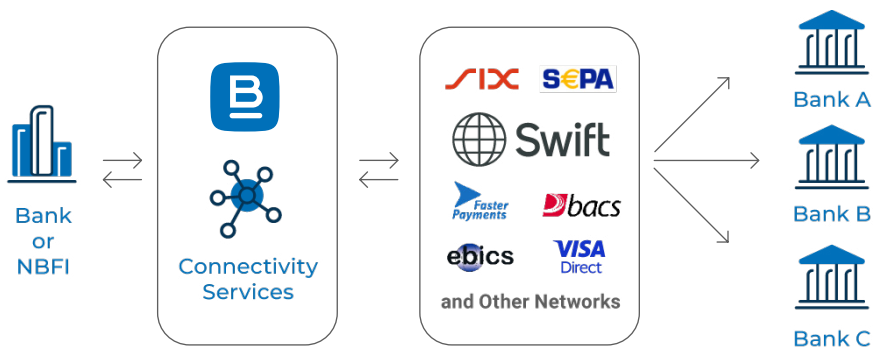 Bank
or
NBFI
B
Connectivity
Services
SIX
S€PA
Swift
Faster
Payments
bacs
ebics
VISA
Direct
and Other Networks
Bank A
Bank B
Bank C